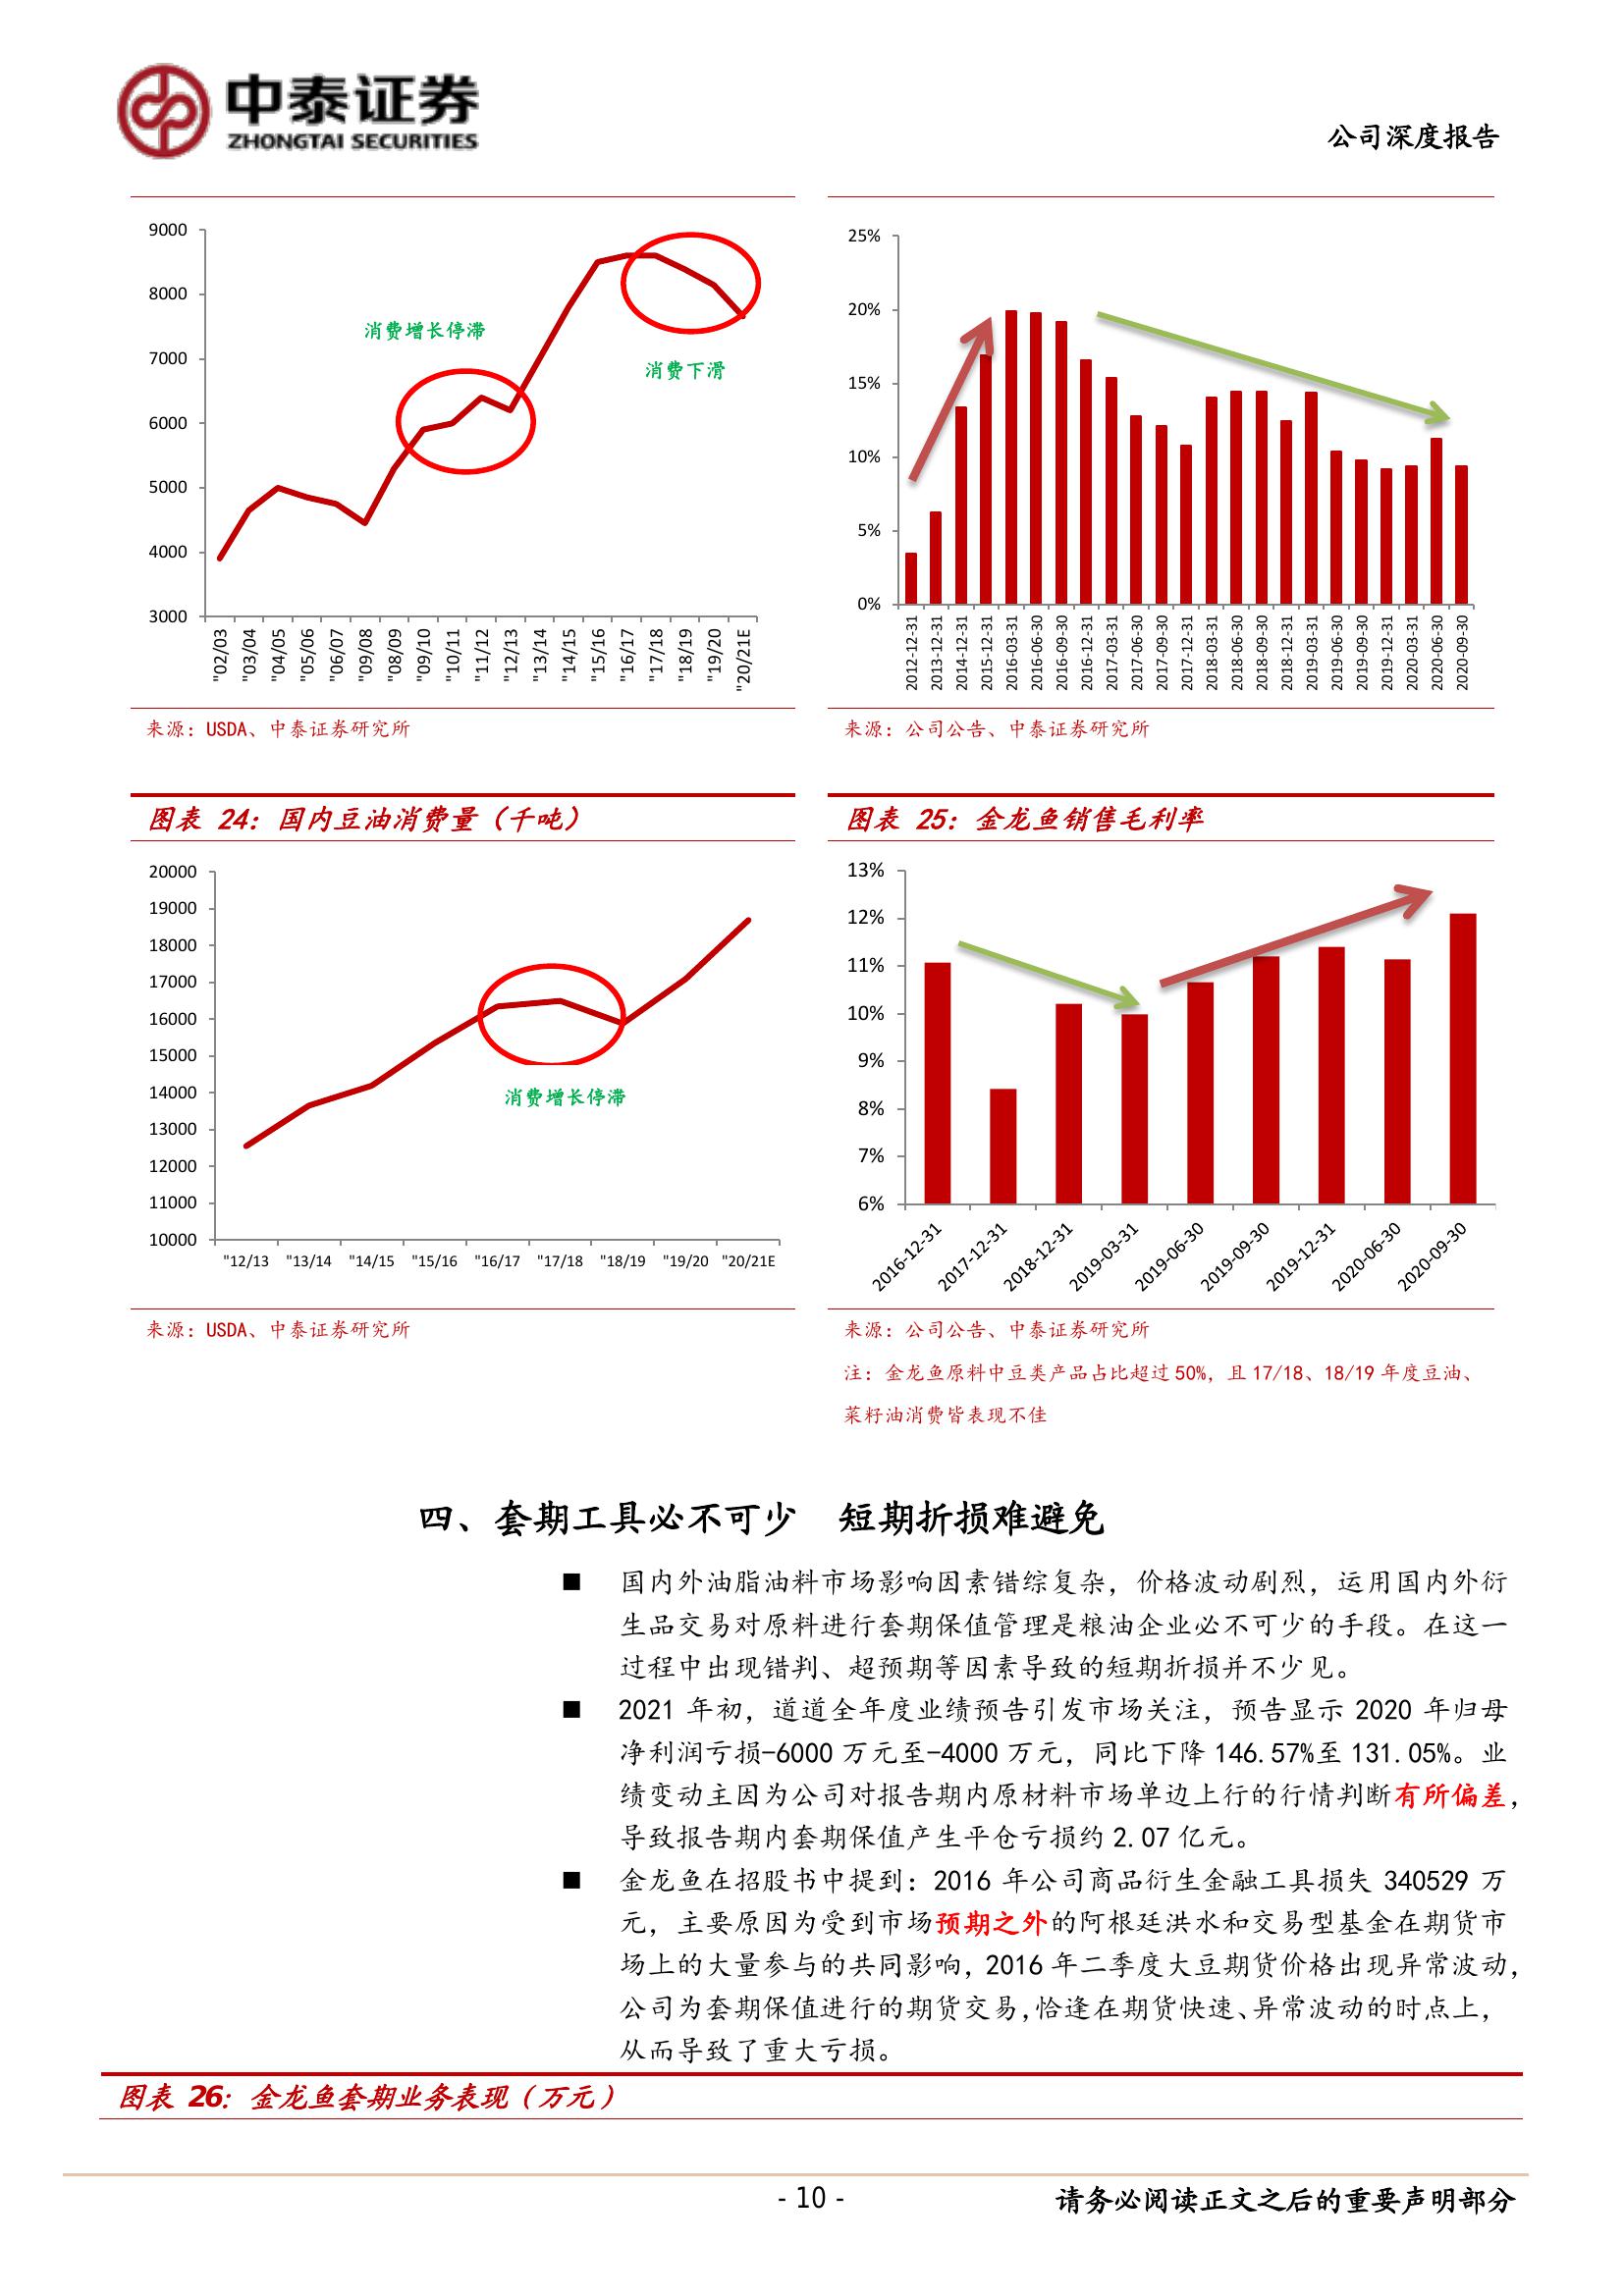 中泰证券
ZHONGTAI SECURITIES
公司深度报告
9000
8000
7000
6000
5000
4000
3000
消费增长停滞
消费下滑
"02/03
"03/04
"04/05
"05/06
"06/07
"09/08
"08/09
"09/10
"10/11
"11/12
"12/13
"13/14
"14/15
"15/16
"16/17
"17/18
"18/19
"19/20
"20/21E
来源：USDA、中泰证券研究所
25%
20%
15%
10%
5%
0%
2012-12-31
2013-12-31
2014-12-31
2015-12-31
2016-03-31
2016-06-30
2016-09-30
2016-12-31
2017-03-31
2017-06-30
2017-09-30
2017-12-31
2018-03-31
2018-06-30
2018-09-30
2018-12-31
2019-03-31
2019-06-30
2019-09-30
2019-12-31
2020-03-31
2020-06-30
2020-09-30
来源：公司公告、中泰证券研究所
图表 24：国内豆油消费量（千吨）
20000
19000
18000
17000
16000
15000
14000
13000
12000
11000
10000
消费增长停滞
"12/13 "13/14 "14/15 "15/16 "16/17 "17/18 "18/19 "19/20 "20/21E
来源：USDA、中泰证券研究所
图表 25：金龙鱼销售毛利率
13%
12%
11%
10%
9%
8%
7%
6%
2016-12-31
2017-12-31
2018-12-31
2019-03-31
2019-06-30
2019-09-30
2019-12-31
2020-06-30
2020-09-30
来源：公司公告、中泰证券研究所
注：金龙鱼原料中豆类产品占比超过 50%，且 17/18、18/19 年度豆油、
菜籽油消费皆表现不佳
四、套期工具必不可少 短期折损难避免
■ 国内外油脂油料市场影响因素错综复杂，价格波动剧烈，运用国内外衍
生品交易对原料进行套期保值管理是粮油企业必不可少的手段。在这一
过程中出现错判、超预期等因素导致的短期折损并不少见。
■ 2021 年初，道道全年度业绩预告引发市场关注，预告显示 2020 年归母
净利润亏损-6000 万元至-4000 万元，同比下降 146.57%至 131.05%。业
绩变动主因为公司对报告期内原材料市场单边上行的行情判断有所偏差，
导致报告期内套期保值产生平仓亏损约 2.07 亿元。
■ 金龙鱼在招股书中提到：2016 年公司商品衍生金融工具损失 340529 万
元，主要原因为受到市场预期之外的阿根廷洪水和交易型基金在期货市
场上的大量参与的共同影响，2016 年二季度大豆期货价格出现异常波动，
公司为套期保值进行的期货交易，恰逢在期货快速、异常波动的时点上，
从而导致了重大亏损。
图表 26：金龙鱼套期业务表现（万元）
- 10 -
请务必阅读正文之后的重要声明部分